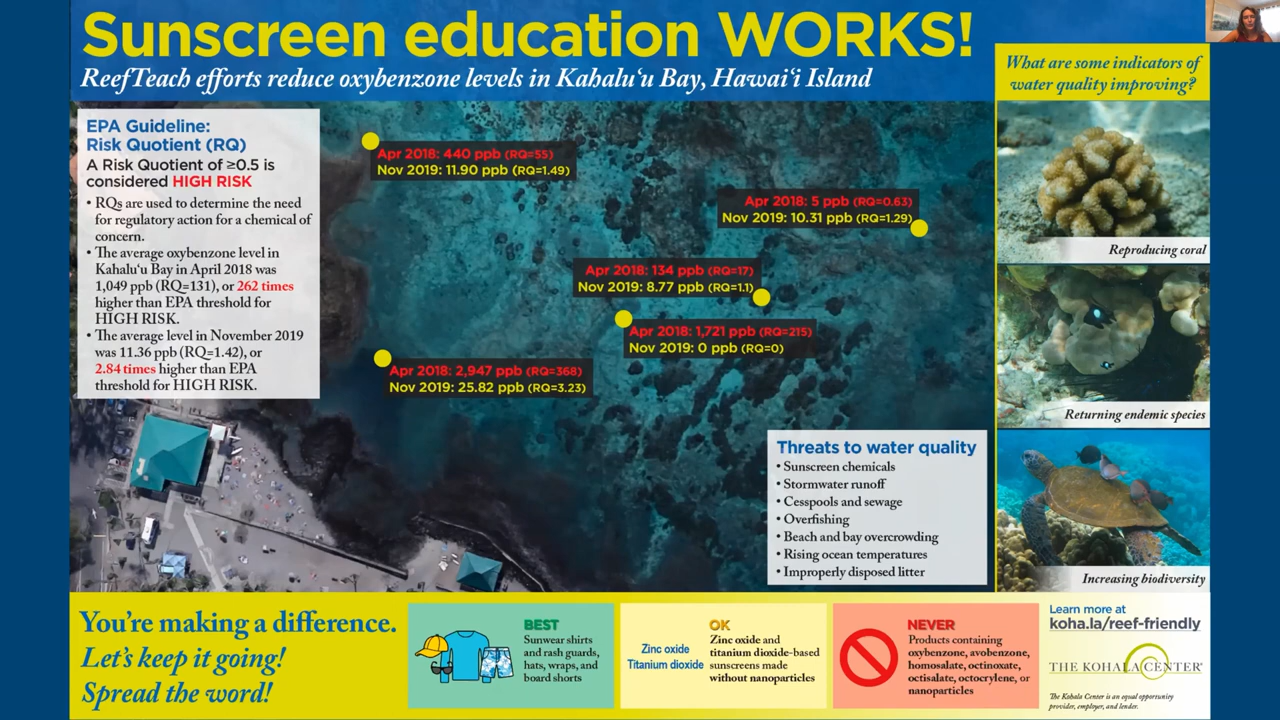 Sunscreen education WORKS!
ReefTeach efforts reduce oxybenzone levels in Kahalu‘u Bay, Hawai‘i Island
EPA Guideline:
Risk Quotient (RQ)
A Risk Quotient of ≥0.5 is
considered HIGH RISK
• RQs are used to determine the need
for regulatory action for a chemical of
concern.
• The average oxybenzone level in
Kahalu‘u Bay in April 2018 was
1,049 ppb (RQ=131), or 262 times
higher than EPA threshold for
HIGH RISK.
• The average level in November 2019
was 11.36 ppb (RQ=1.42), or
2.84 times higher than EPA
threshold for HIGH RISK.
Apr 2018: 440 ppb (RQ=55)
Nov 2019: 11.90 ppb (RQ=1.49)
Apr 2018: 5 ppb (RQ=0.63)
Nov 2019: 10.31 ppb (RQ=1.29)
Apr 2018: 134 ppb (RQ=17)
Nov 2019: 8.77 ppb (RQ=1.1)
Apr 2018: 1,721 ppb (RQ=215)
Nov 2019: 0 ppb (RQ=0)
Apr 2018: 2,947 ppb (RQ=368)
Nov 2019: 25.82 ppb (RQ=3.23)
Threats to water quality
• Sunscreen chemicals
• Stormwater runoff
• Cesspools and sewage
• Overfishing
• Beach and bay overcrowding
• Rising ocean temperatures
• Improperly disposed litter
What are some indicators of
water quality improving?
Reproducing coral
Returning endemic species
Increasing biodiversity
You’re making a difference.
Let’s keep it going!
Spread the word!
BEST
Sunwear shirts
and rash guards,
hats, wraps, and
board shorts
Zinc oxide
Titanium dioxide
OK
Zinc oxide and
titanium dioxide-based
sunscreens made
without nanoparticles
NEVER
Products containing
oxybenzone, avobenzone,
homosalate, octinoxate,
octisalate, octocrylene, or
nanoparticles
Learn more at
koha.la/reef-friendly
THE KOHALA CENTER
The Kohala Center is an equal opportunity
provider, employer, and lender.